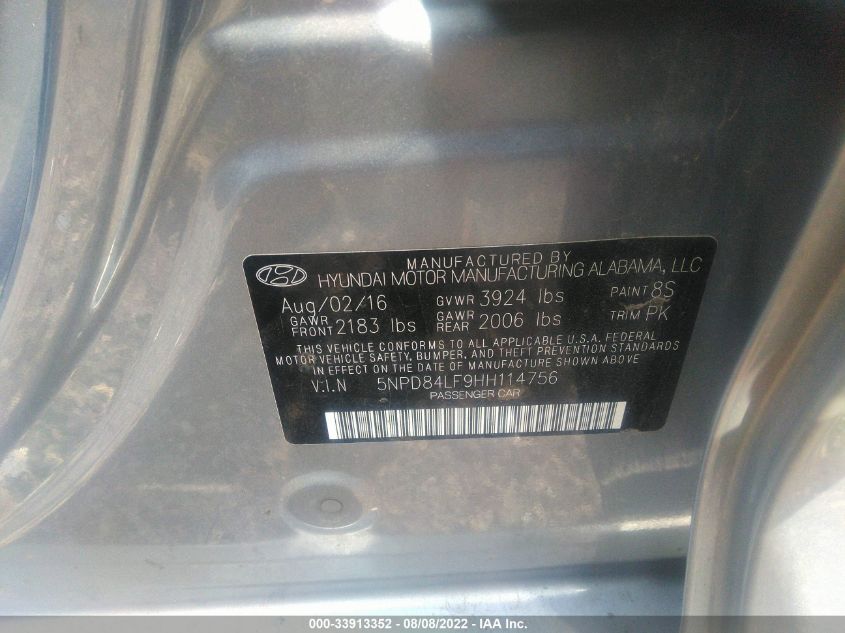 MANUFACTURED BY
HYUNDAI MOTOR MANUFACTURING ALABAMA, LLC
Aug/02/16 GVWR 3924 lbs PAINT 8S
GAWR FRONT 2183 lbs GAWR REAR 2006 lbs TRIM PK
THIS VEHICLE CONFORMS TO ALL APPLICABLE U.S.A. FEDERAL
MOTOR VEHICLE SAFETY, BUMPER, AND THEFT PREVENTION STANDARDS
IN EFFECT ON THE DATE OF MANUFACTURE SHOWN ABOVE
V.I.N 5NPD84LF9HH114756
PASSENGER CAR
000-33913352 - 08/08/2022 - IAA Inc.